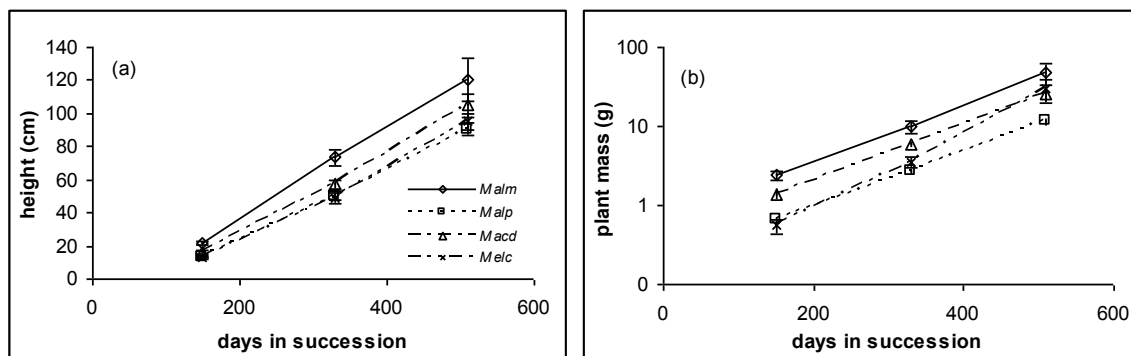 140
120
100
80
60
40
20
0
height (cm)
(a)
Malm
Malp
Macd
Melc
0 200 400 600
days in succession
100
10
1
0
plant mass (g)
(b)
0 200 400 600
days in succession